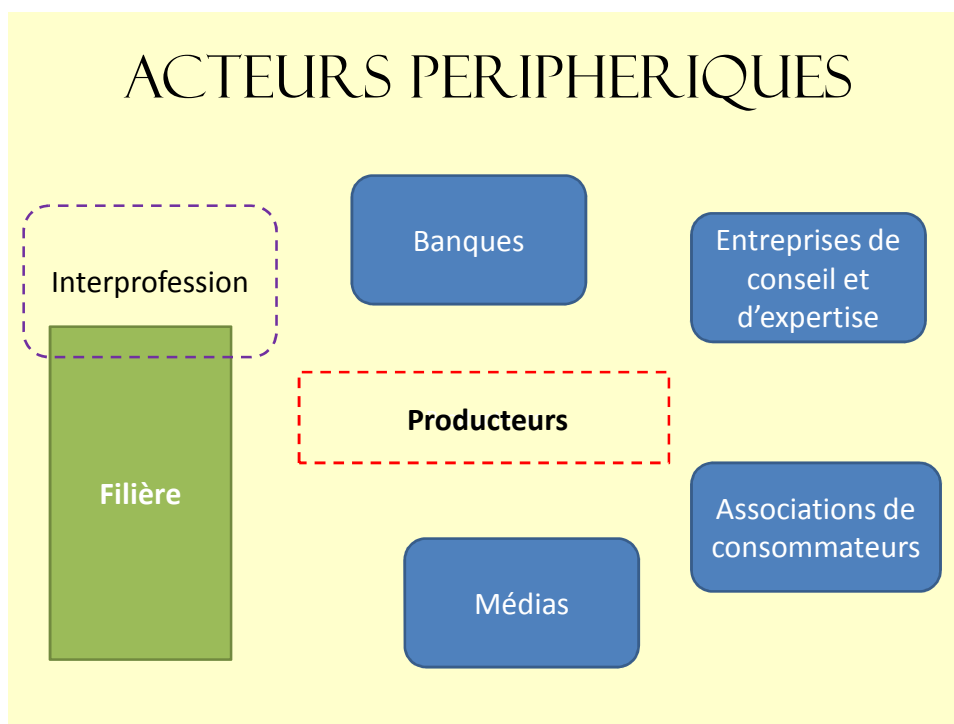 ACTEURS PERIPHERIQUES
Banques
Entreprises de
conseil et
d’expertise
Interprofession
Producteurs
Filière
Associations de
consommateurs
Médias